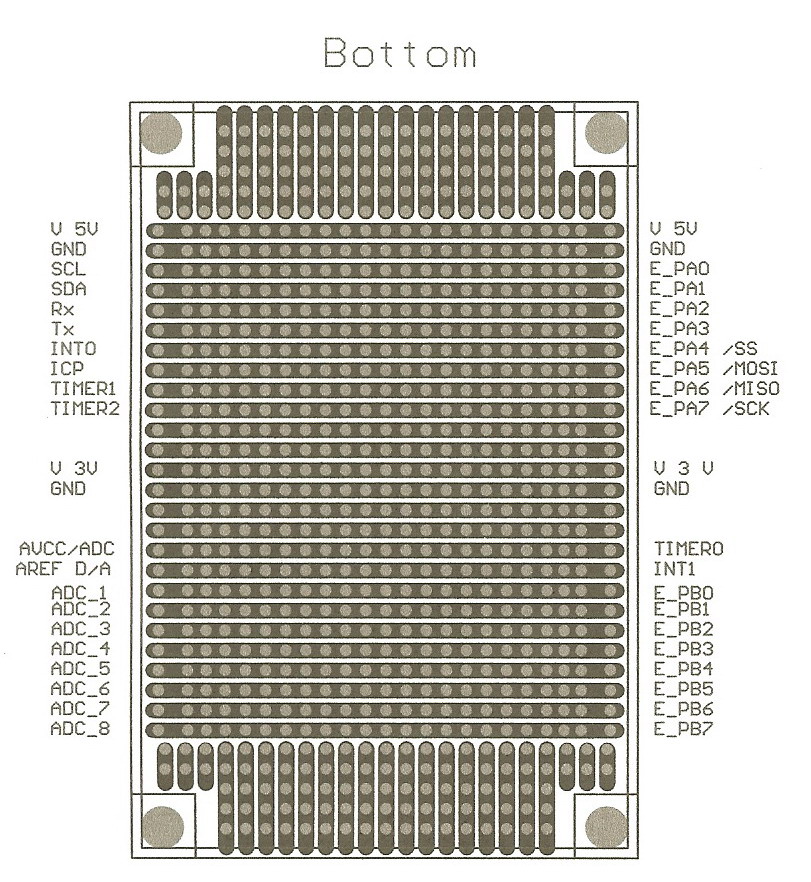 Bottom
V 5V V 5V
GND GND
SCL E_PA0
SDA E_PA1
Rx E_PA2
Tx E_PA3
INT0 E_PA4 /SS
ICP E_PA5 /MOSI
TIMER1 E_PA6 /MISO
TIMER2 E_PA7 /SCK
V 3V V 3 V
GND GND
AVCC/ADC TIMER0
AREF D/A INT1
ADC_1 E_PB0
ADC_2 E_PB1
ADC_3 E_PB2
ADC_4 E_PB3
ADC_5 E_PB4
ADC_6 E_PB5
ADC_7 E_PB6
ADC_8 E_PB7